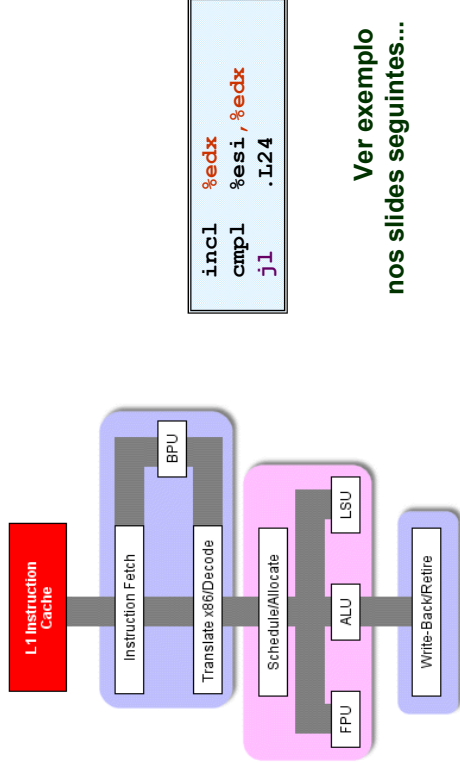 L1 Instruction
Cache
Instruction Fetch
BPU
Translate x86/Decode
Schedule/Allocate
FPU
ALU
LSU
Write-Back/Retire
incl %edx
cmpl %esi,%edx
jl .L24
Ver exemplo
nos slides seguintes...